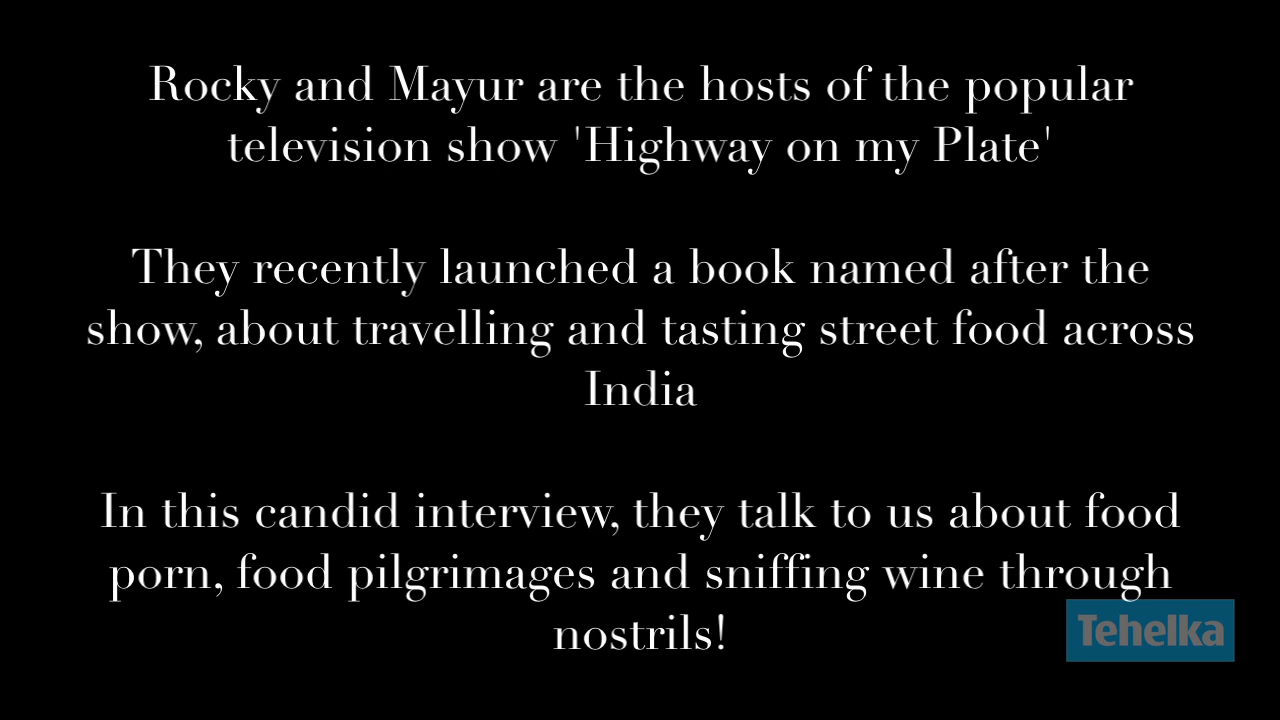 Rocky and Mayur are the hosts of the popular
television show 'Highway on my Plate'
They recently launched a book named after the
show, about travelling and tasting street food across
India
In this candid interview, they talk to us about food
porn, food pilgrimages and sniffing wine through
nostrils!
Tehelka